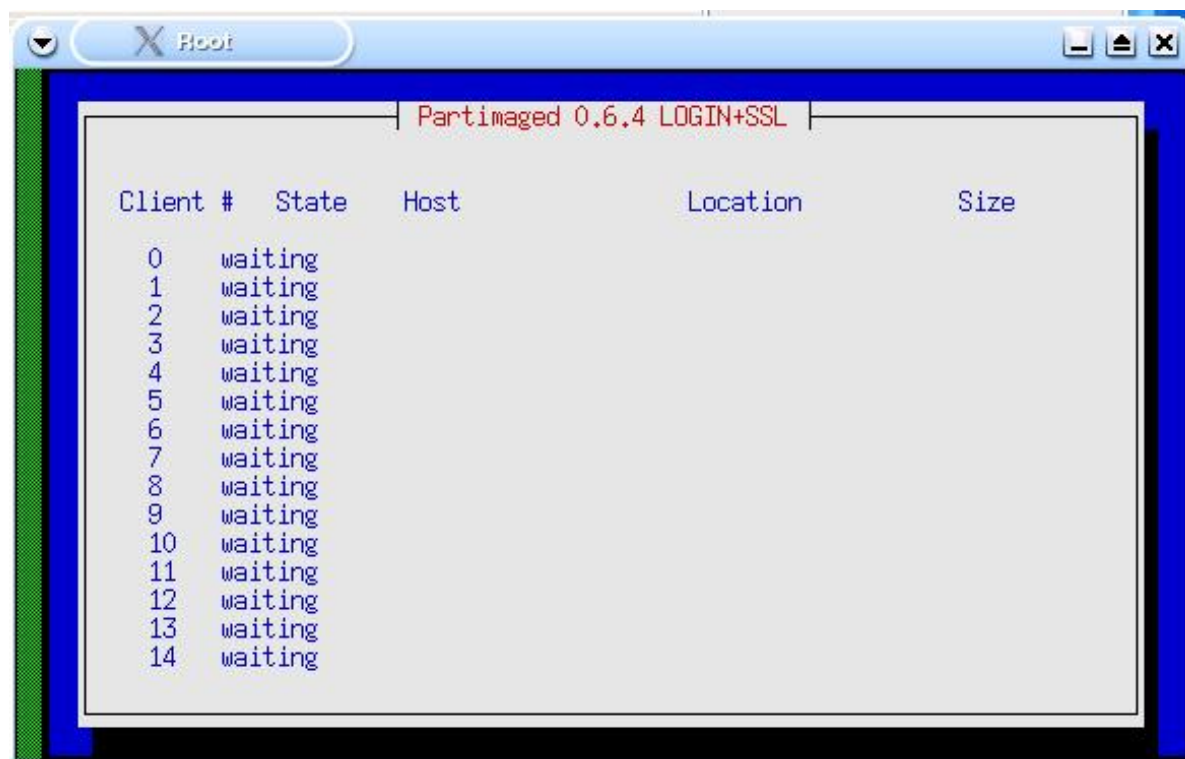 Root
Partimaged 0.6.4 LOGIN+SSL
Client # State Host Location Size
0 waiting
1 waiting
2 waiting
3 waiting
4 waiting
5 waiting
6 waiting
7 waiting
8 waiting
9 waiting
10 waiting
11 waiting
12 waiting
13 waiting
14 waiting